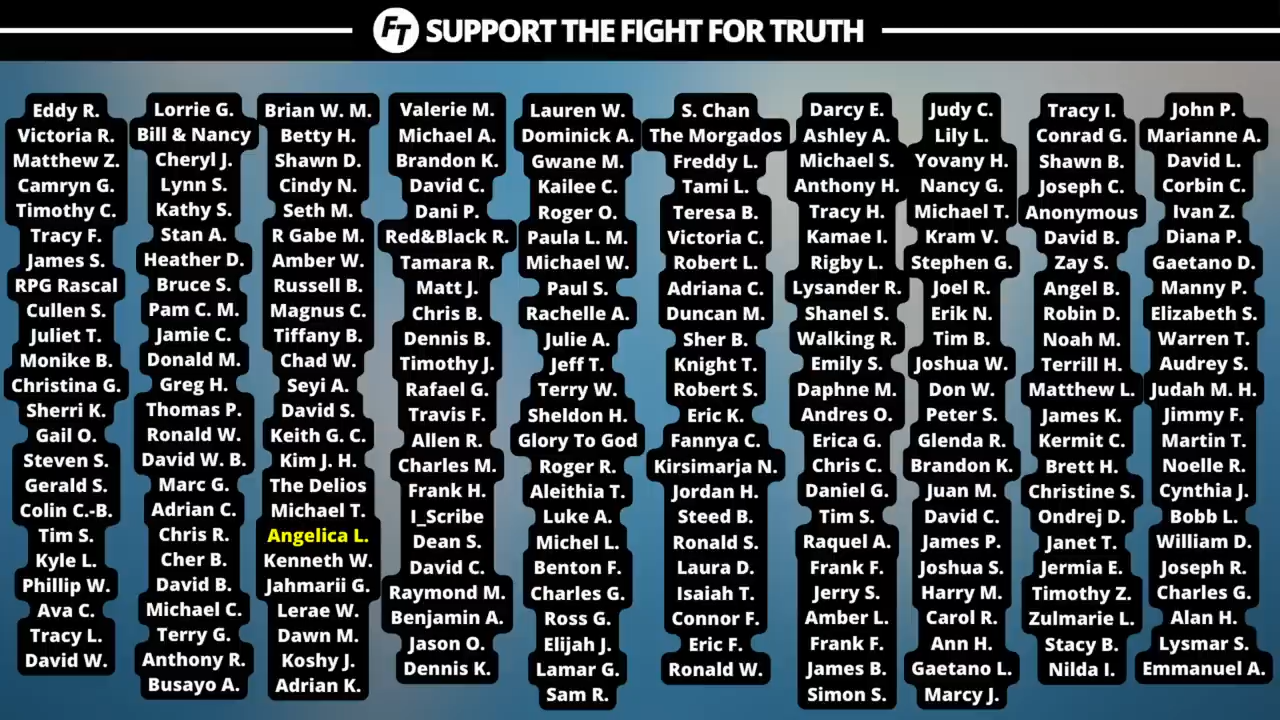 FT SUPPORT THE FIGHT FOR TRUTH
Eddy R.
Victoria R.
Matthew Z.
Camryn G.
Timothy C.
Tracy F.
James S.
RPG Rascal
Cullen S.
Juliet T.
Monike B.
Christina G.
Sherri K.
Gail O.
Steven S.
Gerald S.
Colin C.-B.
Tim S.
Kyle L.
Phillip W.
Ava C.
Tracy L.
David W.
Lorrie G.
Bill & Nancy
Cheryl J.
Lynn S.
Kathy S.
Stan A.
Heather D.
Bruce S.
Pam C. M.
Jamie C.
Donald M.
Greg H.
Thomas P.
Ronald W.
David W. B.
Marc G.
Adrian C.
Chris R.
Cher B.
David B.
Michael C.
Terry G.
Anthony R.
Busayo A.
Brian W. M.
Betty H.
Shawn D.
Cindy N.
Seth M.
R Gabe M.
Amber W.
Russell B.
Magnus C.
Tiffany B.
Chad W.
Seyi A.
David S.
Keith G. C.
Kim J. H.
The Delios
Michael T.
Angelica L.
Kenneth W.
Jahmarii G.
Lerae W.
Dawn M.
Koshy J.
Adrian K.
Valerie M.
Michael A.
Brandon K.
David C.
Dani P.
Red&Black R.
Tamara R.
Matt J.
Chris B.
Dennis B.
Timothy J.
Rafael G.
Travis F.
Allen R.
Charles M.
Frank H.
I_Scribe
Dean S.
David C.
Raymond M.
Benjamin A.
Jason O.
Dennis K.
Lauren W.
Dominick A.
Gwane M.
Kailee C.
Roger O.
Paula L. M.
Michael W.
Paul S.
Rachelle A.
Julie A.
Jeff T.
Terry W.
Sheldon H.
Glory To God
Roger R.
Aleithia T.
Luke A.
Michel L.
Benton F.
Charles G.
Ross G.
Elijah J.
Lamar G.
Sam R.
S. Chan
The Morgados
Freddy L.
Tami L.
Teresa B.
Victoria C.
Robert L.
Adriana C.
Duncan M.
Sher B.
Knight T.
Robert S.
Eric K.
Fannya C.
Kirsimarja N.
Jordan H.
Steed B.
Ronald S.
Laura D.
Isaiah T.
Connor F.
Eric F.
Ronald W.
Darcy E.
Ashley A.
Michael S.
Anthony H.
Tracy H.
Kamae I.
Rigby L.
Lysander R.
Shanel S.
Walking R.
Emily S.
Daphne M.
Andres O.
Erica G.
Chris C.
Daniel G.
Tim S.
Raquel A.
Frank F.
Jerry S.
Amber L.
Frank F.
James B.
Simon S.
Judy C.
Lily L.
Yovany H.
Nancy G.
Michael T.
Kram V.
Stephen G.
Joel R.
Erik N.
Tim B.
Joshua W.
Don W.
Peter S.
Glenda R.
Brandon K.
Juan M.
David C.
James P.
Joshua S.
Harry M.
Carol R.
Ann H.
Gaetano L.
Marcy J.
Tracy I.
Conrad G.
Shawn B.
Joseph C.
Anonymous
David B.
Zay S.
Angel B.
Robin D.
Noah M.
Terrill H.
Matthew L.
James K.
Kermit C.
Brett H.
Christine S.
Ondrej D.
Janet T.
Jermia E.
Timothy Z.
Zulmarie L.
Stacy B.
Nilda I.
John P.
Marianne A.
David L.
Corbin C.
Ivan Z.
Diana P.
Gaetano D.
Manny P.
Elizabeth S.
Warren T.
Audrey S.
Judah M. H.
Jimmy F.
Martin T.
Noelle R.
Cynthia J.
Bobb L.
William D.
Joseph R.
Charles G.
Alan H.
Lysmar S.
Emmanuel A.